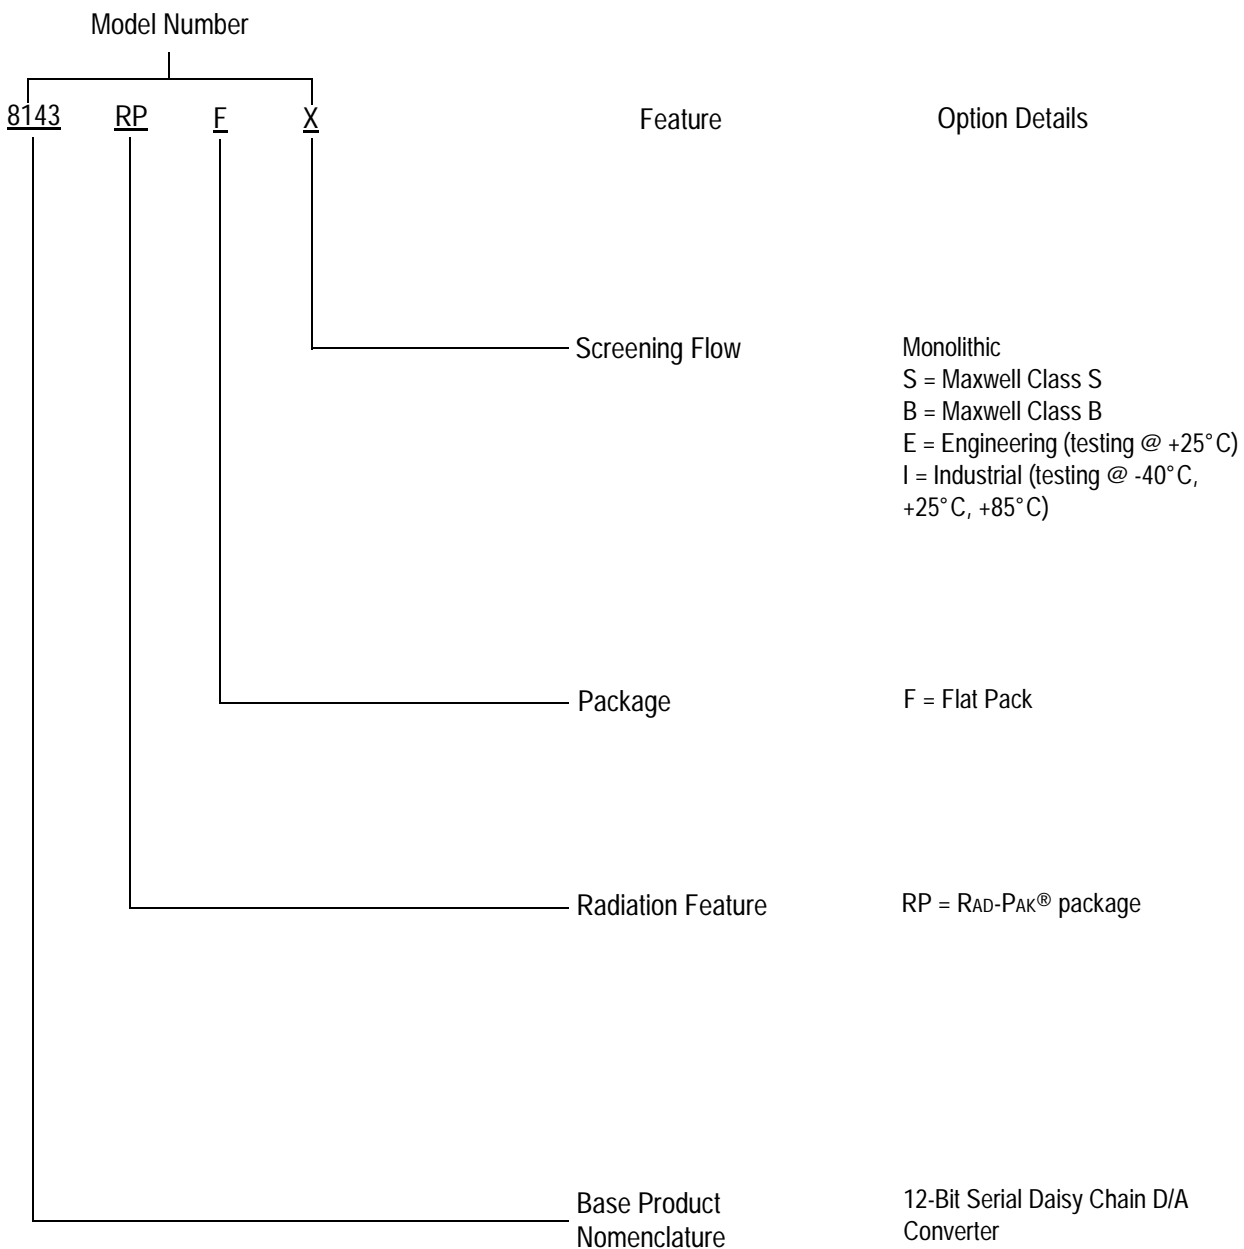 Model Number
8143 RP F X Feature Option Details
Screening Flow Monolithic
S = Maxwell Class S
B = Maxwell Class B
E = Engineering (testing @ +25°C)
I = Industrial (testing @ -40°C,
+25°C, +85°C)
Package F = Flat Pack
Radiation Feature RP = RAD-PAK® package
Base Product 12-Bit Serial Daisy Chain D/A
Nomenclature Converter